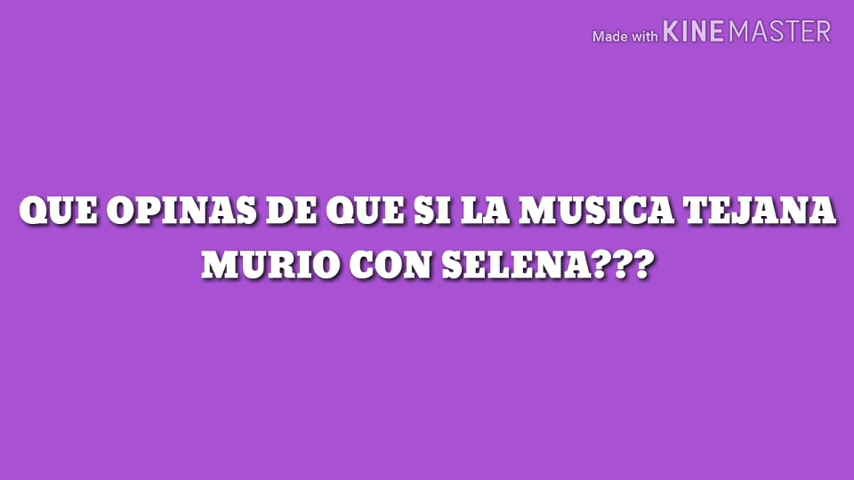 Made with KINEMASTER
QUE OPINAS DE QUE SI LA MUSICA TEJANA
MURIO CON SELENA???